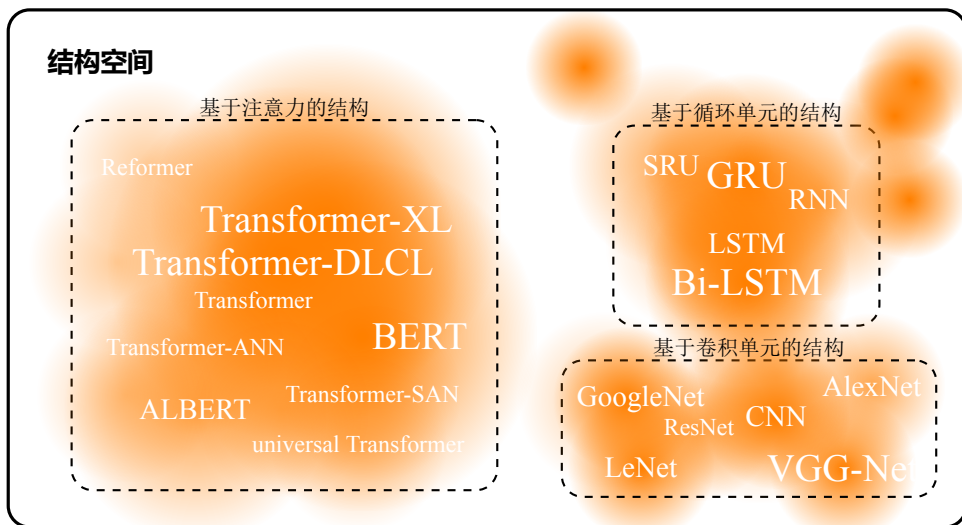 结构空间
基于注意力的结构
Reformer
Transformer-XL
Transformer-DLCL
Transformer
BERT
Transformer-ANN
Transformer-SAN
ALBERT
universal Transformer
基于循环单元的结构
SRU
GRU
RNN
LSTM
Bi-LSTM
基于卷积单元的结构
GoogleNet
AlexNet
ResNet
CNN
LeNet
VGG-Net